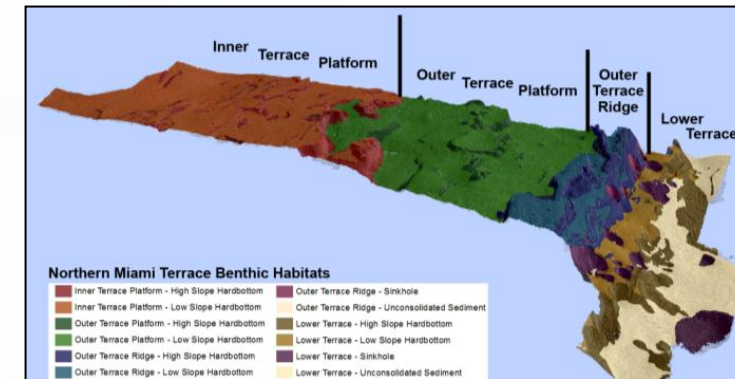 Inner Terrace Platform
Outer Terrace Platform
Outer
Terrace
Ridge
Lower
Terrace
Northern Miami Terrace Benthic Habitats
Inner Terrace Platform - High Slope Hardbottom
Inner Terrace Platform - Low Slope Hardbottom
Outer Terrace Platform - High Slope Hardbottom
Outer Terrace Platform - Low Slope Hardbottom
Outer Terrace Ridge - High Slope Hardbottom
Outer Terrace Ridge - Low Slope Hardbottom
Outer Terrace Ridge - Sinkhole
Outer Terrace Ridge - Unconsolidated Sediment
Lower Terrace - High Slope Hardbottom
Lower Terrace - Low Slope Hardbottom
Lower Terrace - Sinkhole
Lower Terrace - Unconsolidated Sediment